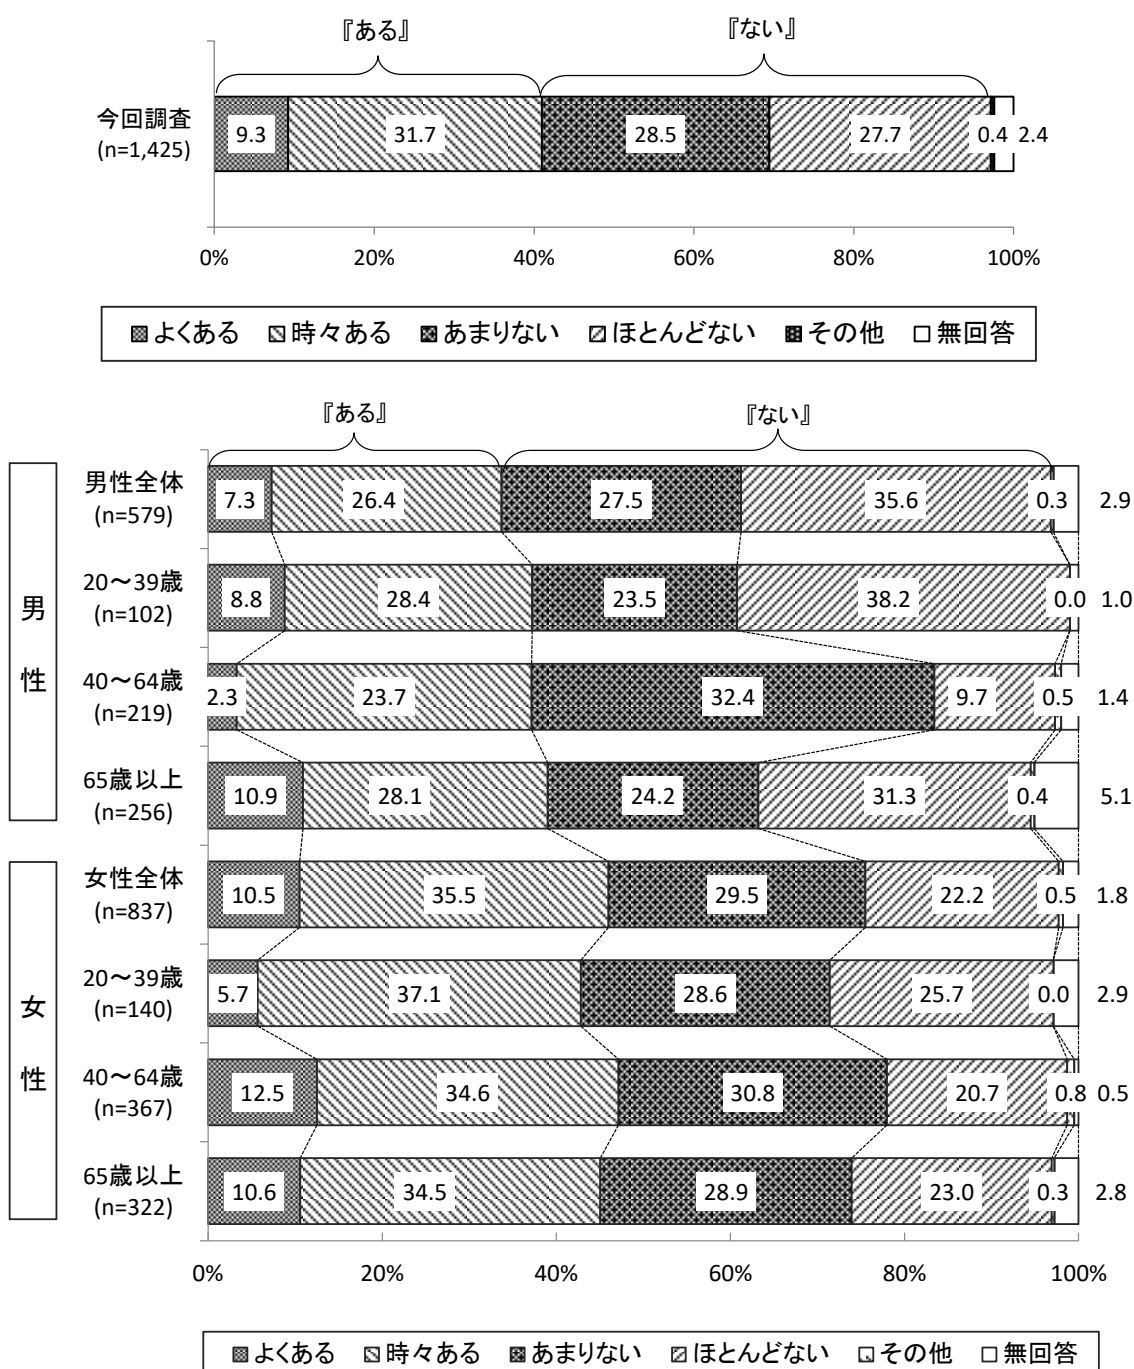 『ある』 『ない』
今回調査
(n=1,425)
9.3 31.7 28.5 27.7 0.4 2.4
0% 20% 40% 60% 80% 100%
よくある 時々ある あまりない ほとんどない その他 無回答
『ある』 『ない』
男性
男性全体
(n=579)
7.3 26.4 27.5 35.6 0.3 2.9
20～39歳
(n=102)
8.8 28.4 23.5 38.2 0.0 1.0
40～64歳
(n=219)
2.3 23.7 32.4 9.7 0.5 1.4
65歳以上
(n=256)
10.9 28.1 24.2 31.3 0.4 5.1
女性
女性全体
(n=837)
10.5 35.5 29.5 22.2 0.5 1.8
20～39歳
(n=140)
5.7 37.1 28.6 25.7 0.0 2.9
40～64歳
(n=367)
12.5 34.6 30.8 20.7 0.8 0.5
65歳以上
(n=322)
10.6 34.5 28.9 23.0 0.3 2.8
0% 20% 40% 60% 80% 100%
よくある 時々ある あまりない ほとんどない その他 無回答